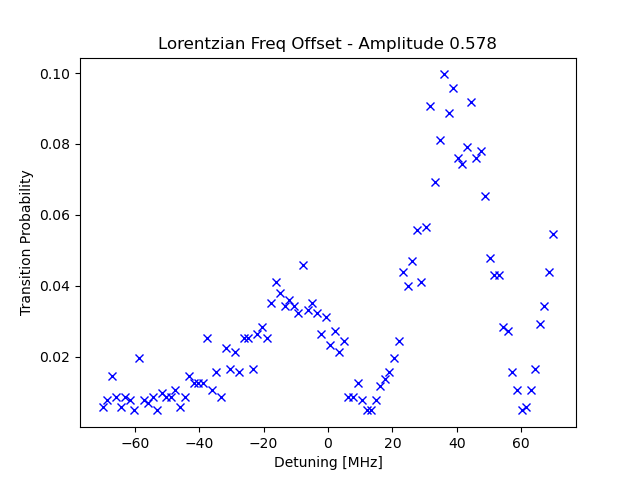 Lorentzian Freq Offset - Amplitude 0.578
0.10
0.08
0.06
0.04
0.02
Transition Probability
−60 −40 −20 0 20 40 60
Detuning [MHz]